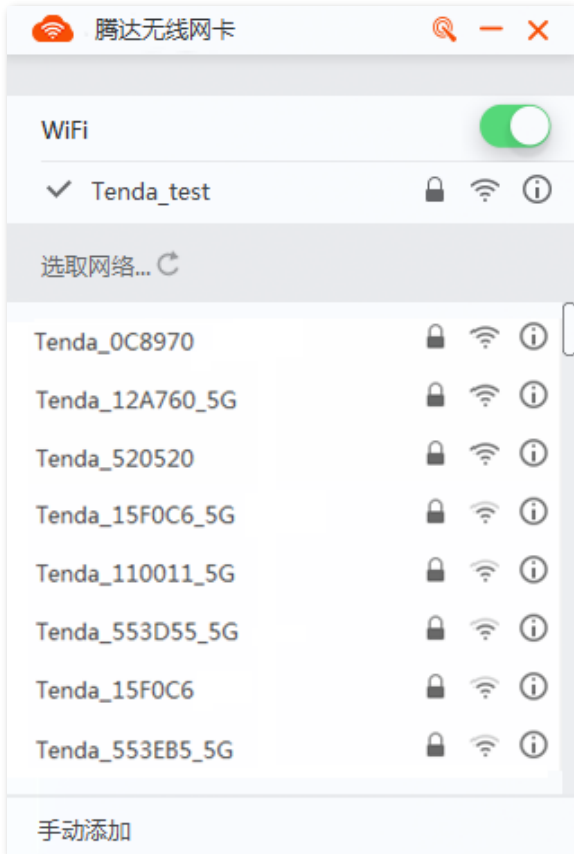 腾达无线网卡
WiFi
Tenda_test
选取网络...
Tenda_0C8970
Tenda_12A760_5G
Tenda_520520
Tenda_15F0C6_5G
Tenda_110011_5G
Tenda_553D55_5G
Tenda_15F0C6
Tenda_553EB5_5G
手动添加